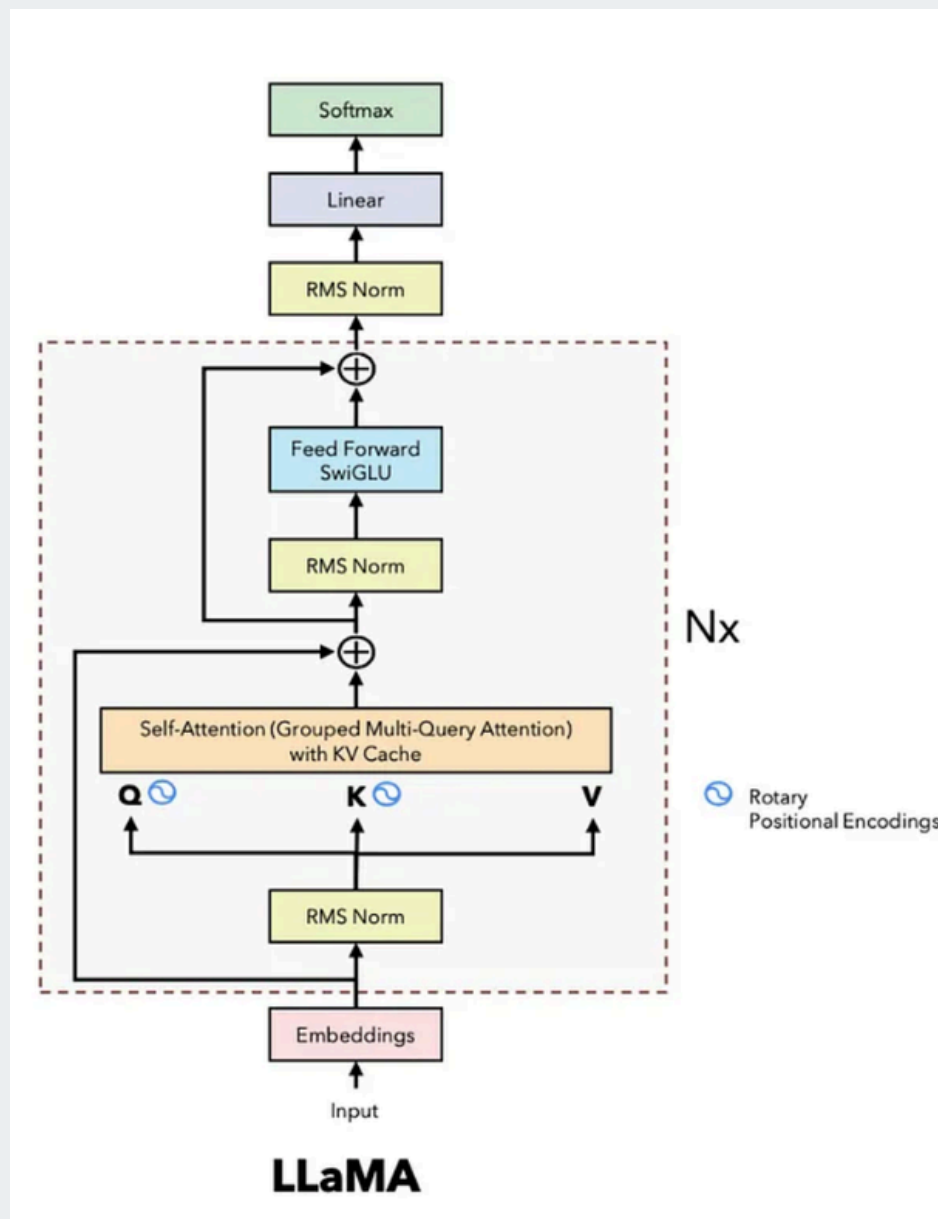 Softmax
Linear
RMS Norm
Feed Forward
SwiGLU
RMS Norm
Nx
Self-Attention (Grouped Multi-Query Attention)
with KV Cache
Q K V
Rotary
Positional Encodings
RMS Norm
Embeddings
Input
LLaMA